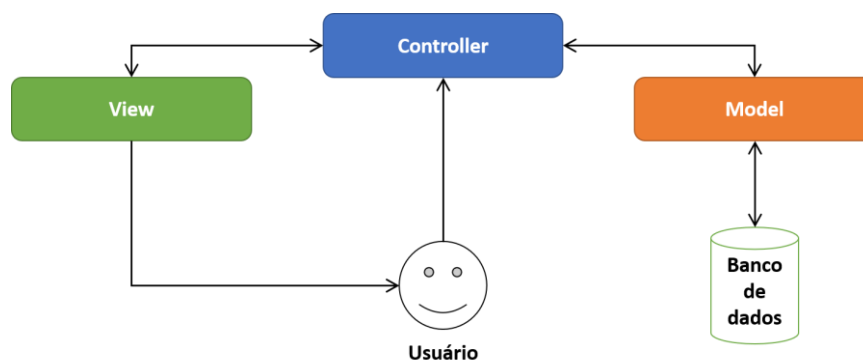 Controller
View
Model
Banco
de
dados
Usuário